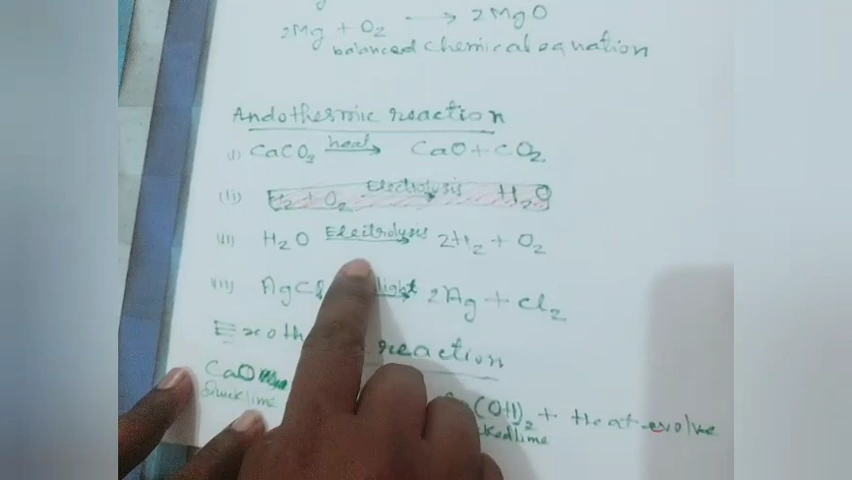 2Mg + O2 → 2MgO
balanced chemical equation
Andothermic reaction
(i) CaCO3 heat → CaO + CO2
(ii) H2 + O2 Electrolysis → H2O
(ii) H2O Electrolysis → 2H2 + O2
(iii) AgCl light → 2Ag + Cl2
Exoth reaction
CaO (OH)2 + Heat evolve
Quicklime kedlime